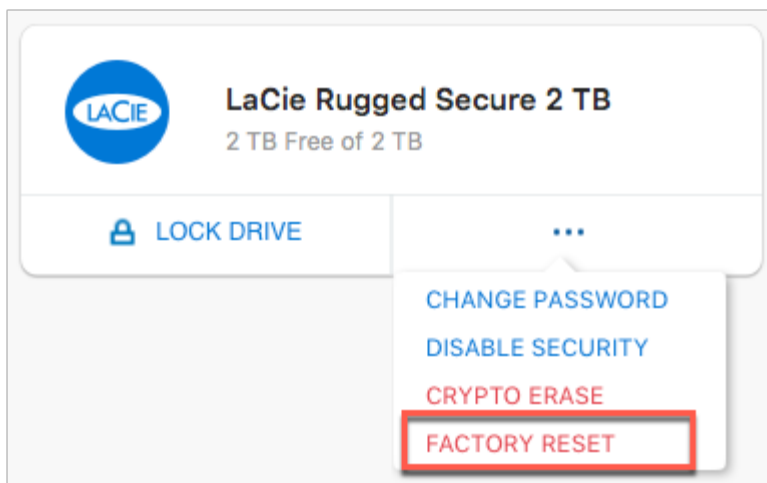 LACIE
LaCie Rugged Secure 2 TB
2 TB Free of 2 TB
LOCK DRIVE
...
CHANGE PASSWORD
DISABLE SECURITY
CRYPTO ERASE
FACTORY RESET